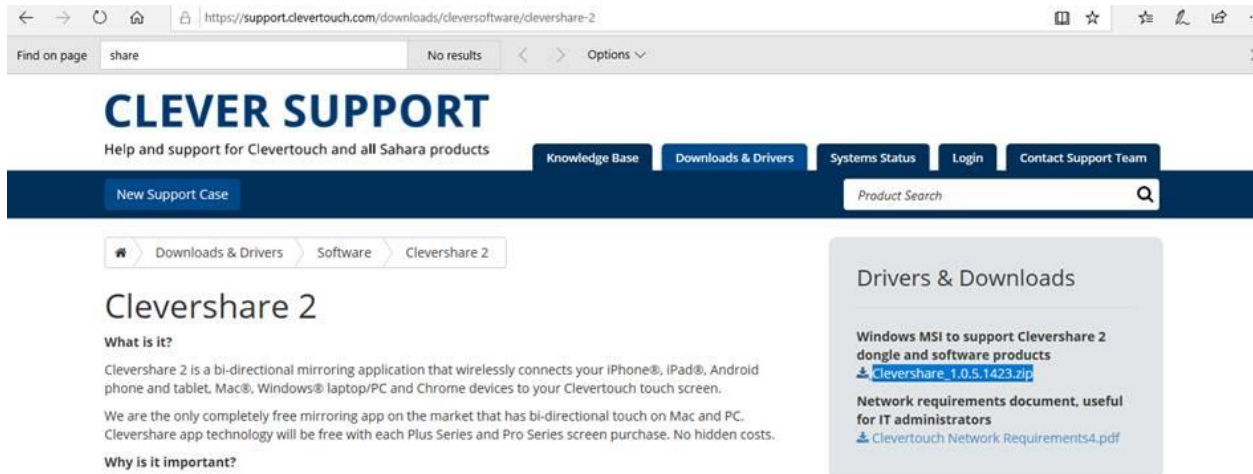 https://support.clevertouch.com/downloads/cleversoftware/clevershare-2
Find on page share No results Options
CLEVER SUPPORT
Help and support for Clevertouch and all Sahara products
Knowledge Base Downloads & Drivers Systems Status Login Contact Support Team
New Support Case Product Search
Downloads & Drivers Software Clevershare 2
Clevershare 2
What is it?
Clevershare 2 is a bi-directional mirroring application that wirelessly connects your iPhone®, iPad®, Android
phone and tablet, Mac®, Windows® laptop/PC and Chrome devices to your Clevertouch touch screen.
We are the only completely free mirroring app on the market that has bi-directional touch on Mac and PC.
Clevershare app technology will be free with each Plus Series and Pro Series screen purchase. No hidden costs.
Why is it important?
Drivers & Downloads
Windows MSI to support Clevershare 2
dongle and software products
Clevershare_1.0.5.1423.zip
Network requirements document, useful
for IT administrators
Clevertouch Network Requirements4.pdf